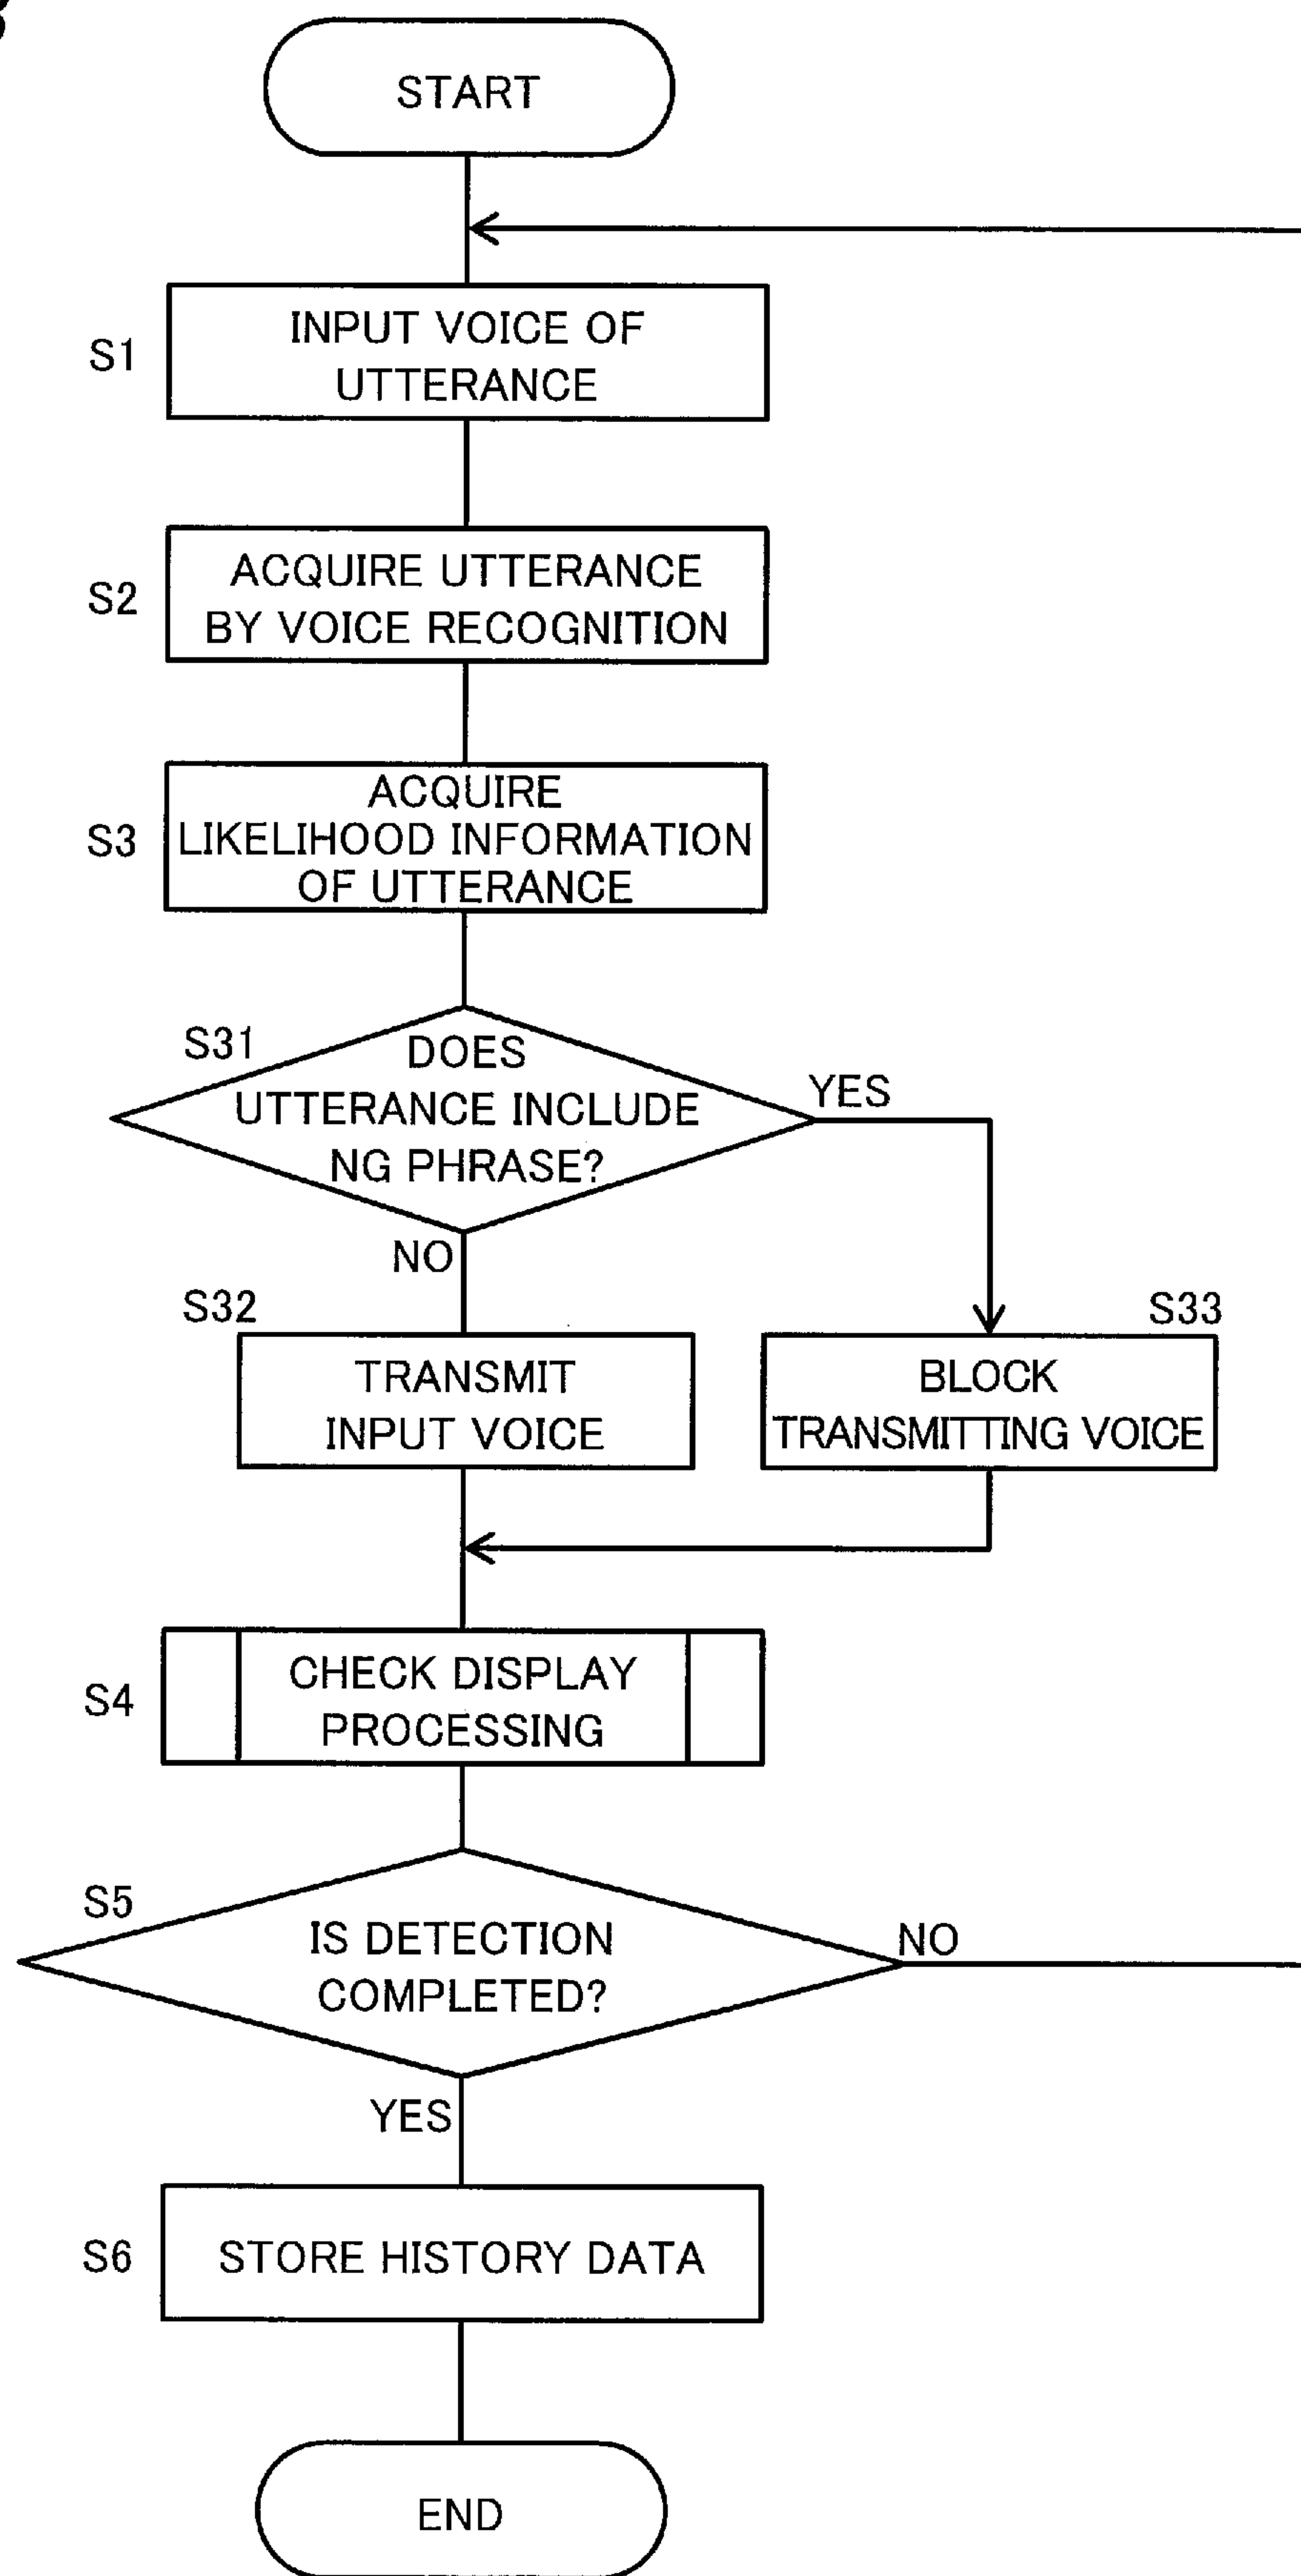 START
S1
INPUT VOICE OF
UTTERANCE
S2
ACQUIRE UTTERANCE
BY VOICE RECOGNITION
S3
ACQUIRE
LIKELIHOOD INFORMATION
OF UTTERANCE
S31
DOES
UTTERANCE INCLUDE
NG PHRASE?
YES
NO
S32
TRANSMIT
INPUT VOICE
S33
BLOCK
TRANSMITTING VOICE
S4
CHECK DISPLAY
PROCESSING
S5
IS DETECTION
COMPLETED?
NO
YES
S6
STORE HISTORY DATA
END